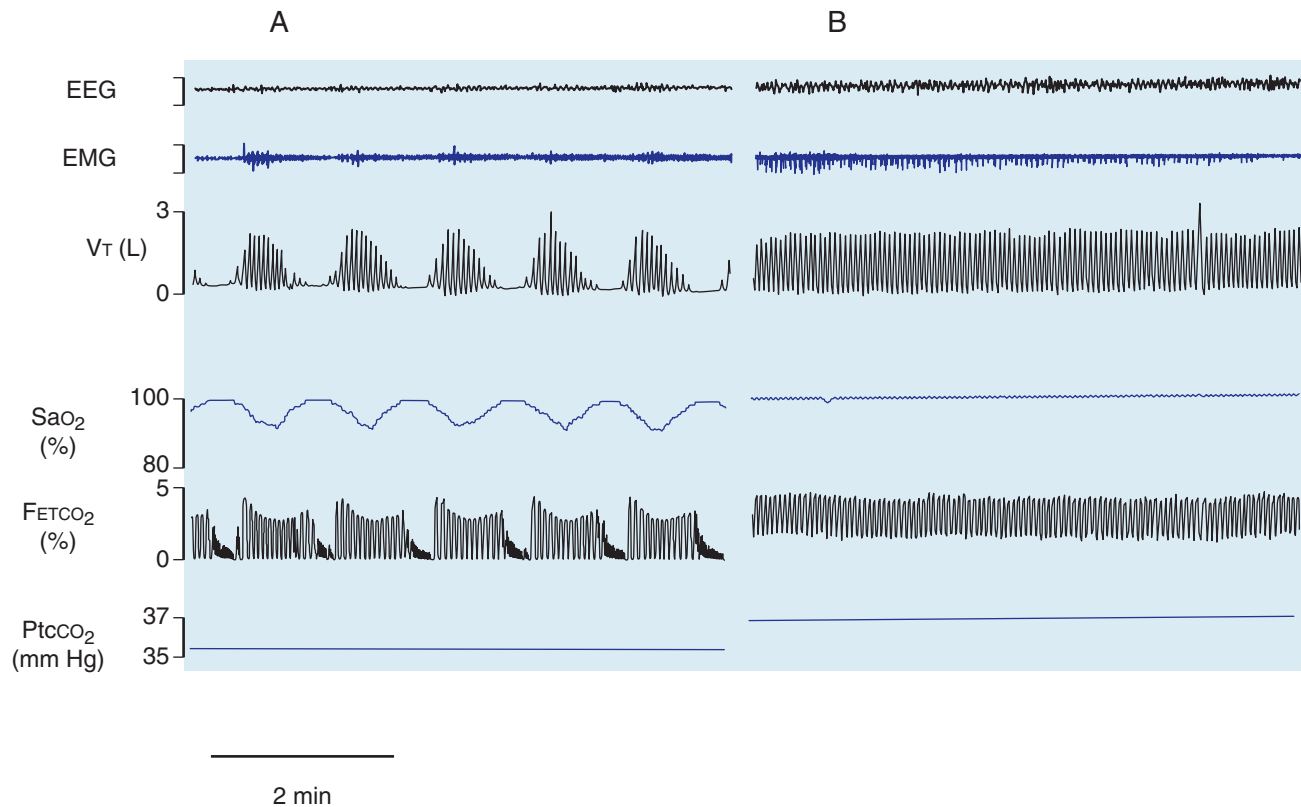 A
B
EEG
EMG
3
VT (L)
0
100
SaO2
(%)
80
5
FETCO2
(%)
0
37
PtcCO2
(mm Hg)
35
2 min